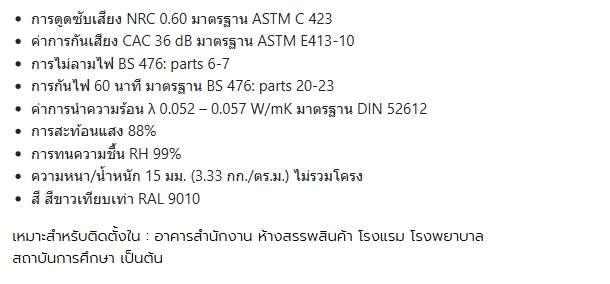 • การดูดซับเสียง NRC 0.60 มาตรฐาน ASTM C 423
• ค่าการกันเสียง CAC 36 dB มาตรฐาน ASTM E413-10
• การไม่ลามไฟ BS 476: parts 6-7
• การกันไฟ 60 นาที มาตรฐาน BS 476: parts 20-23
• ค่าการนำความร้อน λ 0.052 – 0.057 W/mK มาตรฐาน DIN 52612
• การสะท้อนแสง 88%
• การทนความชื้น RH 99%
• ความหนา/น้ำหนัก 15 มม. (3.33 กก./ตร.ม.) ไม่รวมโครง
• สี สีขาวเทียบเท่า RAL 9010
เหมาะสำหรับติดตั้งใน : อาคารสำนักงาน ห้างสรรพสินค้า โรงแรม โรงพยาบาล
สถาบันการศึกษา เป็นต้น